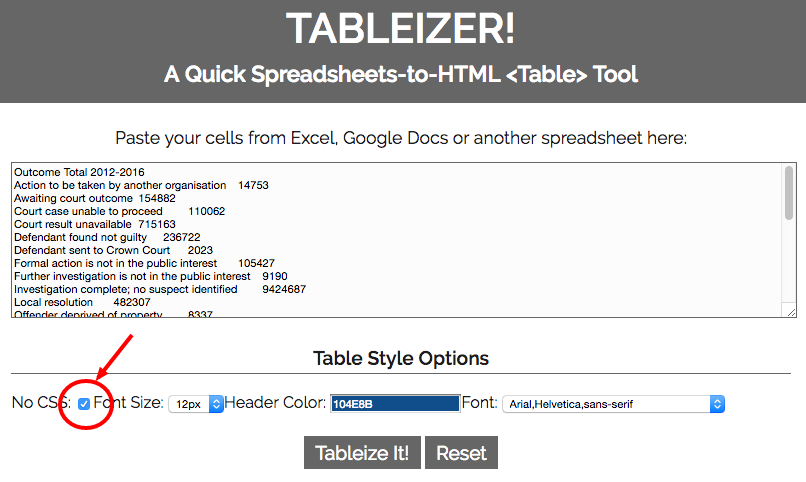 TABLEIZER!
A Quick Spreadsheets-to-HTML <Table> Tool
Paste your cells from Excel, Google Docs or another spreadsheet here:
Outcome Total 2012-2016
Action to be taken by another organisation 14753
Awaiting court outcome 154882
Court case unable to proceed 110062
Court result unavailable 715163
Defendant found not guilty 236722
Defendant sent to Crown Court 2023
Formal action is not in the public interest 105427
Further investigation is not in the public interest 9190
Investigation complete; no suspect identified 9424687
Local resolution 482307
Offender deprived of property 8337
Table Style Options
No CSS: Font Size: 12px Header Color: 104E8B Font: Arial,Helvetica,sans-serif
Tableize It! Reset